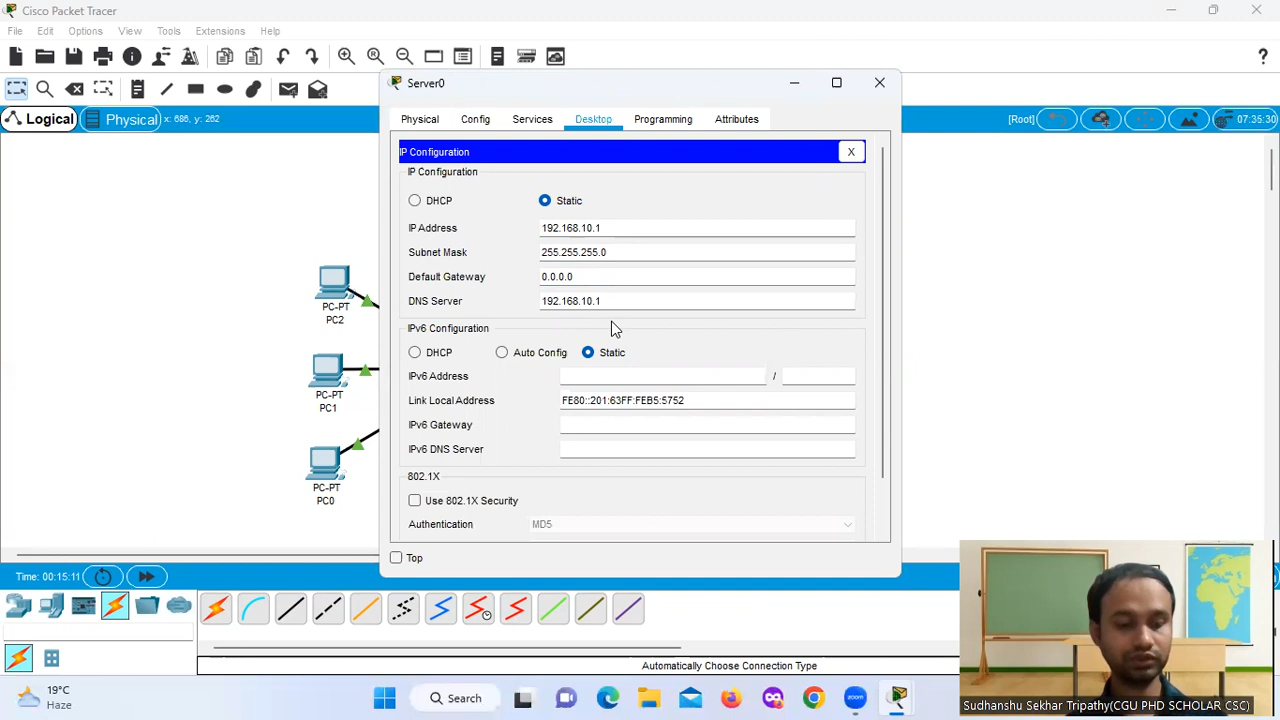 Cisco Packet Tracer
File Edit Options View Tools Extensions Help
Logical Physical x: 686, y: 262 [Root] 07:35:30
Server0
Physical Config Services Desktop Programming Attributes
IP Configuration X
IP Configuration
DHCP Static
IP Address 192.168.10.1
Subnet Mask 255.255.255.0
Default Gateway 0.0.0.0
DNS Server 192.168.10.1
IPv6 Configuration
DHCP Auto Config Static
IPv6 Address /
Link Local Address FE80::201:63FF:FEB5:5752
IPv6 Gateway
IPv6 DNS Server
802.1X
Use 802.1X Security
Authentication MD5
Top
PC-PT
PC2
PC-PT
PC1
PC-PT
PC0
Time: 00:15:11
Automatically Choose Connection Type
19°C
Haze
Search
zoom
Sudhanshu Sekhar Tripathy(CGU PHD SCHOLAR CSC)